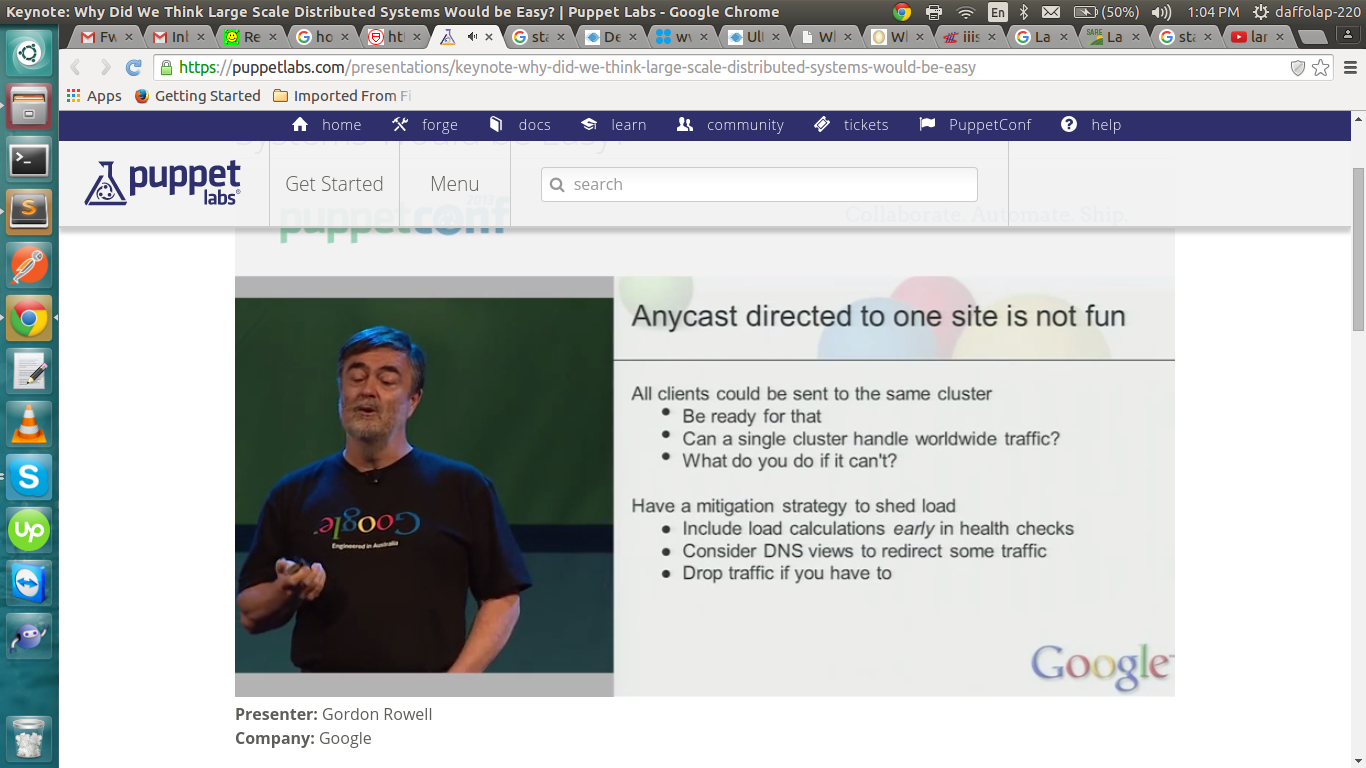 Keynote: Why Did We Think Large Scale Distributed Systems Would be Easy? | Puppet Labs - Google Chrome
En
(50%)
1:04 PM
daffolap-220
Fw
In
Re
ho
ht
sta
De
w
Ul
Wl
Wl
iiis
La
La
sta
lar
https://puppetlabs.com/presentations/keynote-why-did-we-think-large-scale-distributed-systems-would-be-easy
Apps
Getting Started
Imported From Fi
home
forge
docs
learn
community
tickets
PuppetConf
help
Systems Would Be Easy?
puppet labs
Get Started
Menu
search
puppetconf
Collaborate. Automate. Ship.
Anycast directed to one site is not fun
All clients could be sent to the same cluster
• Be ready for that
• Can a single cluster handle worldwide traffic?
• What do you do if it can't?
Have a mitigation strategy to shed load
• Include load calculations early in health checks
• Consider DNS views to redirect some traffic
• Drop traffic if you have to
Google
Engineered in Australia
Google
Presenter: Gordon Rowell
Company: Google